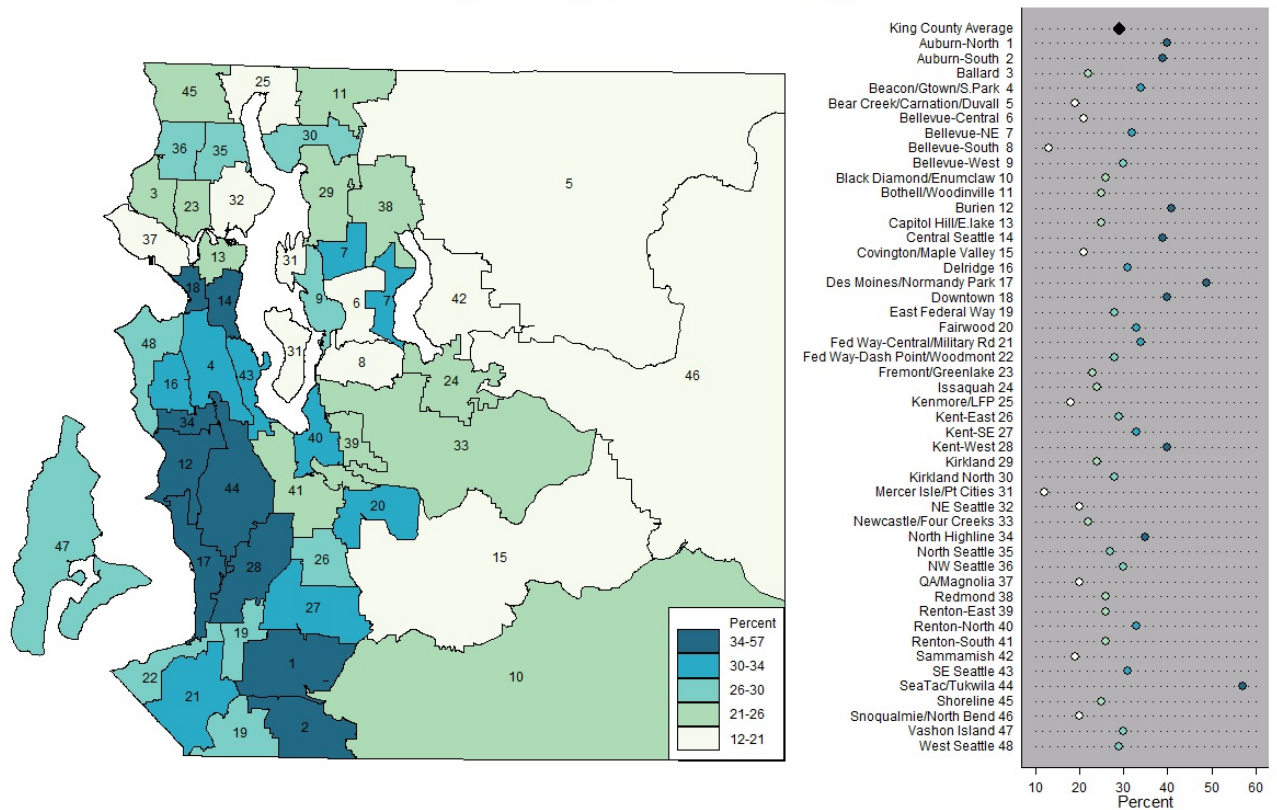 45
25
11
36
35
30
5
3
23
32
29
38
37
13
31
7
18
14
9
6
7
42
48
4
31
8
46
16
43
24
34
40
39
33
12
44
41
20
47
17
28
26
15
27
19
1
22
21
10
2
19
Percent
34-57
30-34
26-30
21-26
12-21
King County Average
Auburn-North 1
Auburn-South 2
Ballard 3
Beacon/Gtown/S.Park 4
Bear Creek/Carnation/Duvall 5
Bellevue-Central 6
Bellevue-NE 7
Bellevue-South 8
Bellevue-West 9
Black Diamond/Enumclaw 10
Bothell/Woodinville 11
Burien 12
Capitol Hill/E.lake 13
Central Seattle 14
Covington/Maple Valley 15
Delridge 16
Des Moines/Normandy Park 17
Downtown 18
East Federal Way 19
Fairwood 20
Fed Way-Central/Military Rd 21
Fed Way-Dash Point/Woodmont 22
Fremont/Greenlake 23
Issaquah 24
Kenmore/LFP 25
Kent-East 26
Kent-SE 27
Kent-West 28
Kirkland 29
Kirkland North 30
Mercer Isle/Pt Cities 31
NE Seattle 32
Newcastle/Four Creeks 33
North Highline 34
North Seattle 35
NW Seattle 36
QA/Magnolia 37
Redmond 38
Renton-East 39
Renton-North 40
Renton-South 41
Sammamish 42
SE Seattle 43
SeaTac/Tukwila 44
Shoreline 45
Snoqualmie/North Bend 46
Vashon Island 47
West Seattle 48
10 20 30 40 50 60
Percent